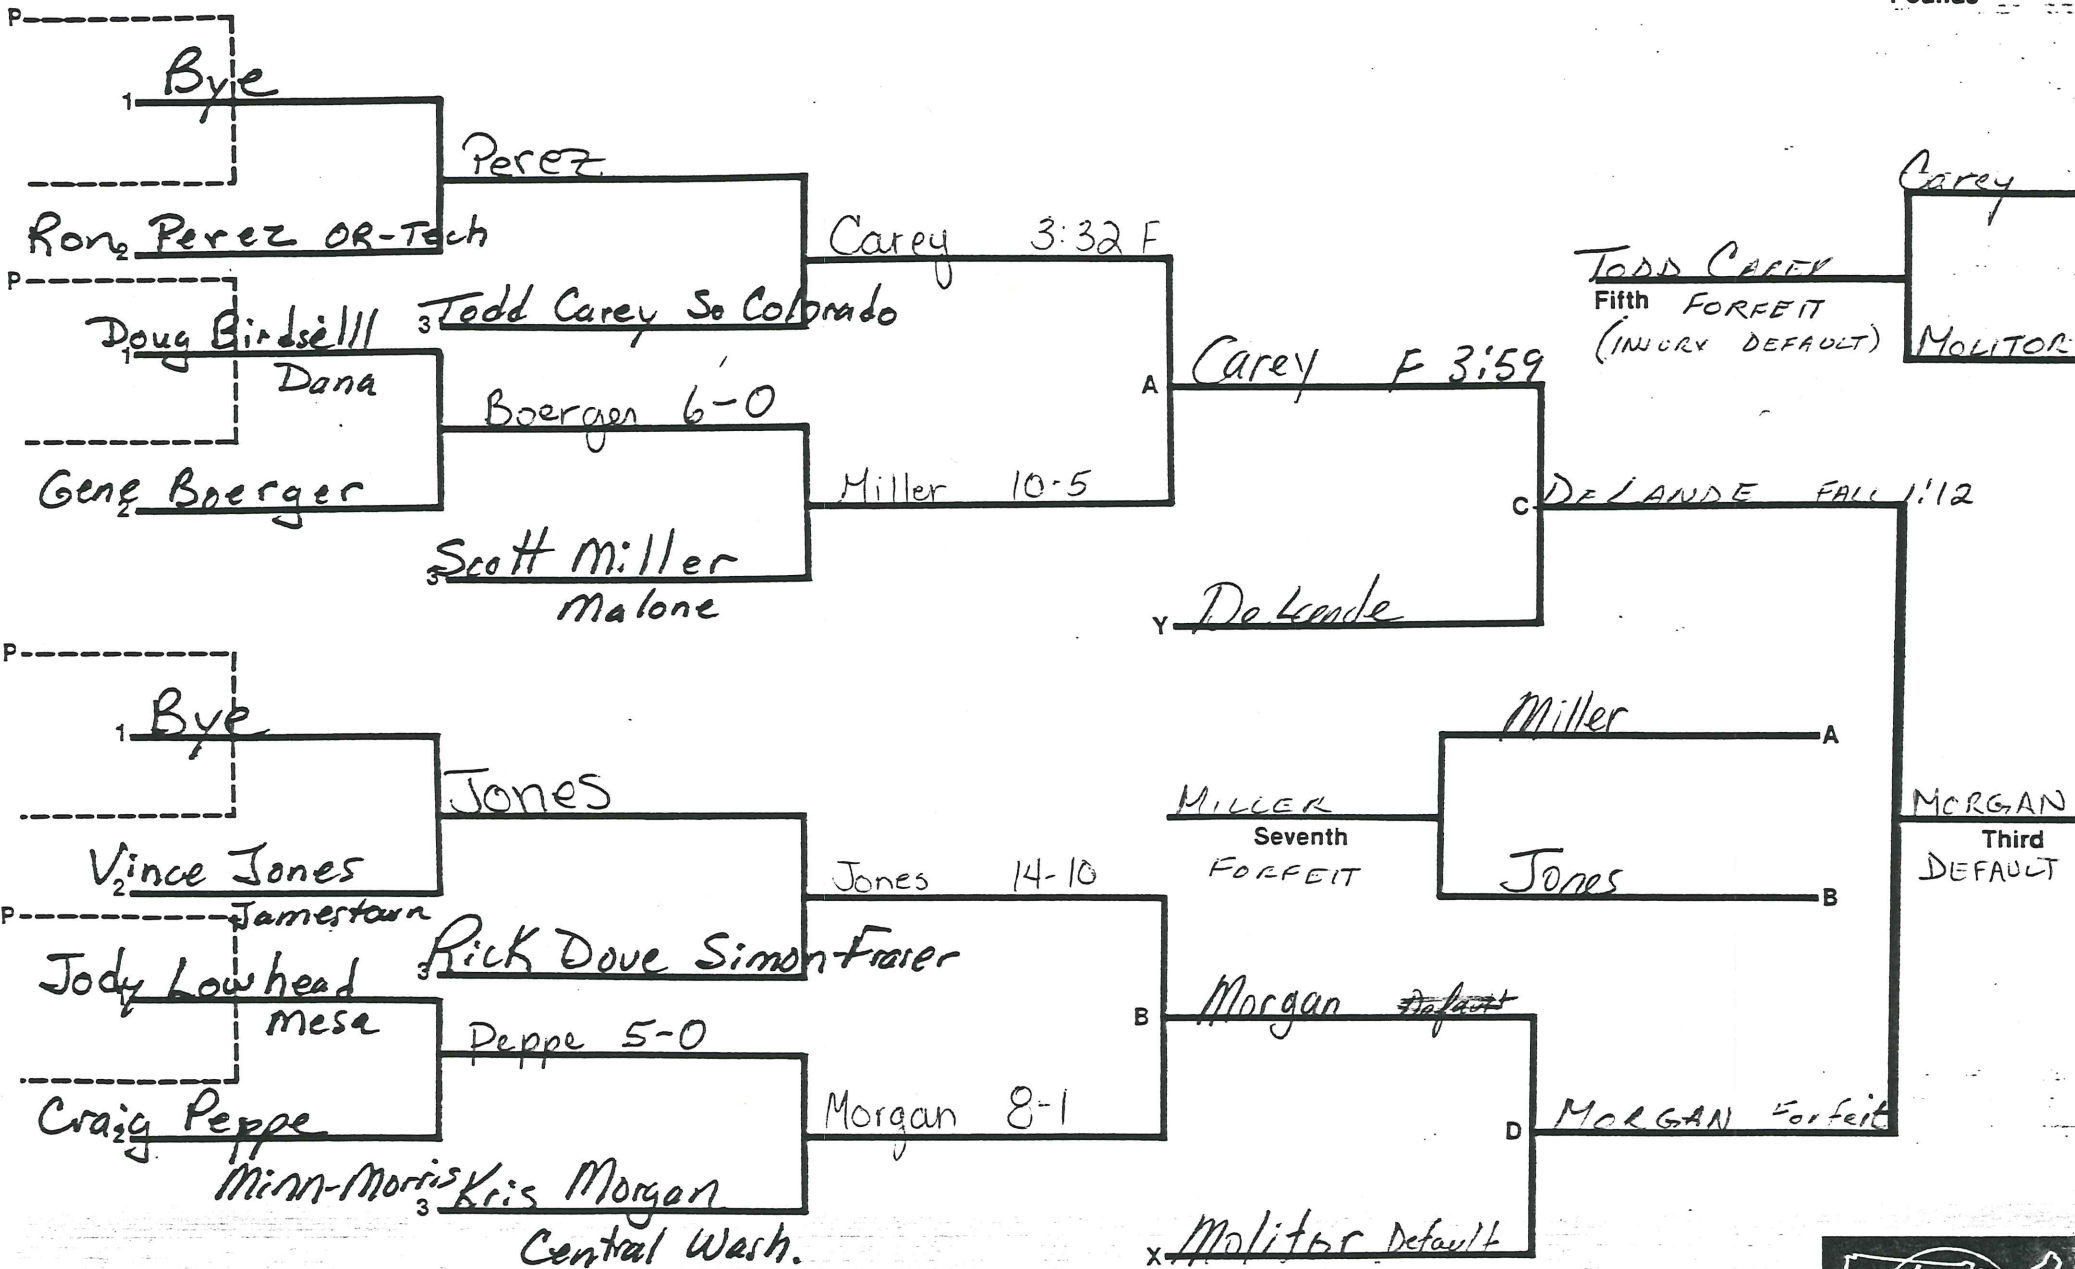 P
Pounds
Bye
1
Perez
Carey
Ron Perez OR-Tech
2
Carey 3:32 F
Todd Carey
Fifth FORFEIT
(INJURY DEFAULT)
MOLITOR
P
3 Todd Carey So Colorado
Doug Birdselll
1
Dana
Carey F 3:59
A
Boerger 6-0
Gene Boerger
2
Miller 10-5
C DeLANDE FALL 1:12
3 Scott Miller
Malone
Y DeLande
P
Bye
1
Miller
A
Jones
MILLER
Seventh
FORFEIT
MORGAN
Third
DEFAULT
Vince Jones
2
Jamestown
Jones 14-10
Jones
B
P
3 Rick Dove Simon-Fraser
Jody Lowhead
Mesa
Morgan Default
B
Peppe 5-0
Craig Peppe
2
Minn-Morris
Morgan 8-1
D MORGAN Forfeit
3 Kris Morgan
Central Wash.
X Molitor Default